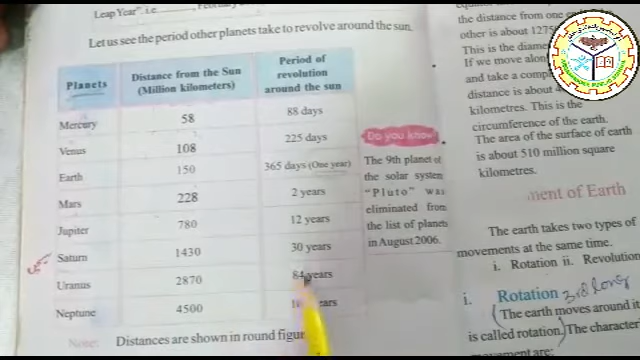 Leap Year" i.e.
Let us see the period other planets take to revolve around the sun.
Planets
Distance from the Sun (Million kilometers)
Period of revolution around the sun
Mercury 58 88 days
Venus 108 225 days
Earth 150 365 days (One year)
Mars 228 2 years
Jupiter 780 12 years
Saturn 1430 30 years
Uranus 2870 84 years
Neptune 4500
Note: Distances are shown in round
Do you know
The 9th planet of
the solar system
"Pluto" was
eliminated from
the list of planets
in August 2006.
the distance from one
other is about
This is the
If we move
and take a
distance is about
kilometres. This is the
circumference of the earth.
The area of the surface of earth
is about 510 million square
kilometres.
of Earth
The earth takes two types of
movements at the same time.
i. Rotation ii. Revolution
i. Rotation 3rd long
(The earth moves around it
is called rotation.) The